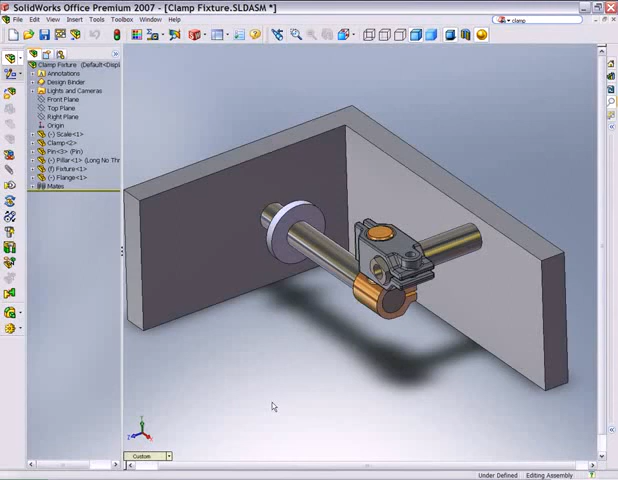 SolidWorks Office Premium 2007 - [Clamp Fixture.SLDASM *]
File Edit View Insert Tools Toolbox Window Help
clamp
Clamp Fixture (Default<Displ
Annotations
Design Binder
Lights and Cameras
Front Plane
Top Plane
Right Plane
Origin
(-) Scale<1>
Clamp<2>
Pin<3> (Pin)
(-) Pillar<1> (Long No Thr
(f) Fixture<1>
(-) Flange<1>
Mates
Custom
Under Defined Editing Assembly